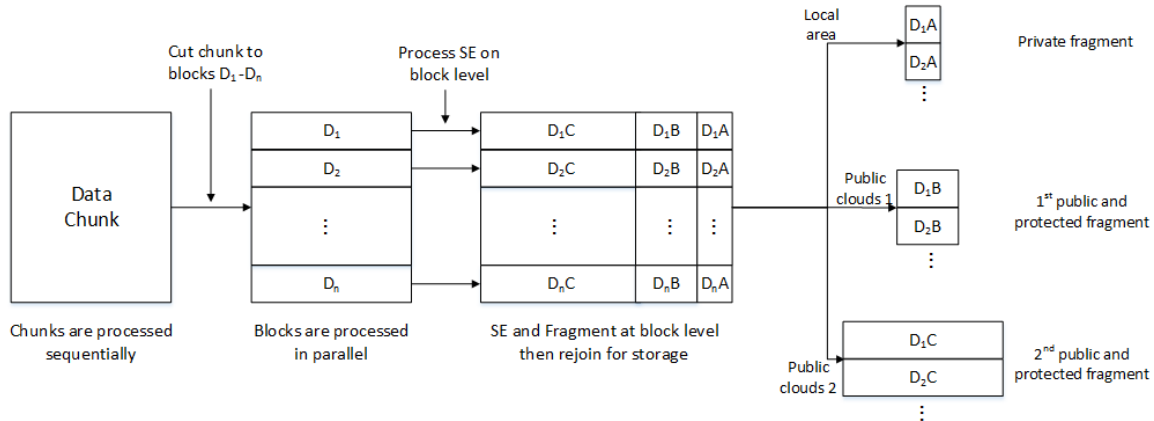 Cut chunk to
blocks D₁-Dₙ
Process SE on
block level
Data
Chunk
D₁
D₂
⋮
Dₙ
D₁C D₁B D₁A
D₂C D₂B D₂A
⋮ ⋮ ⋮
DₙC DₙB DₙA
Chunks are processed
sequentially
Blocks are processed
in parallel
SE and Fragment at block level
then rejoin for storage
Local
area
D₁A
D₂A
⋮
Private fragment
Public
clouds 1
D₁B
D₂B
⋮
1ˢᵗ public and
protected fragment
Public
clouds 2
D₁C
D₂C
⋮
2ⁿᵈ public and
protected fragment